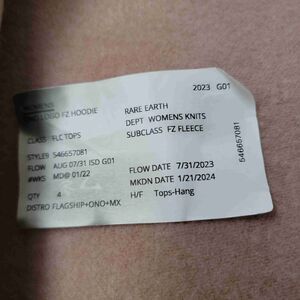 2023 G01
WOMENS
LOGO FZ HOODIE RARE EARTH
DEPT WOMENS KNITS
CLASS FLC TOPS SUBCLASS FZ FLEECE
STYLE# 546657081
FLOW AUG 07/31 ISD G01 FLOW DATE 7/31/2023
#WKS MD@ 01/22 MKDN DATE 1/21/2024
QTY 4 H/F Tops-Hang
DISTRO FLAGSHIP+ONO+MX
546657081